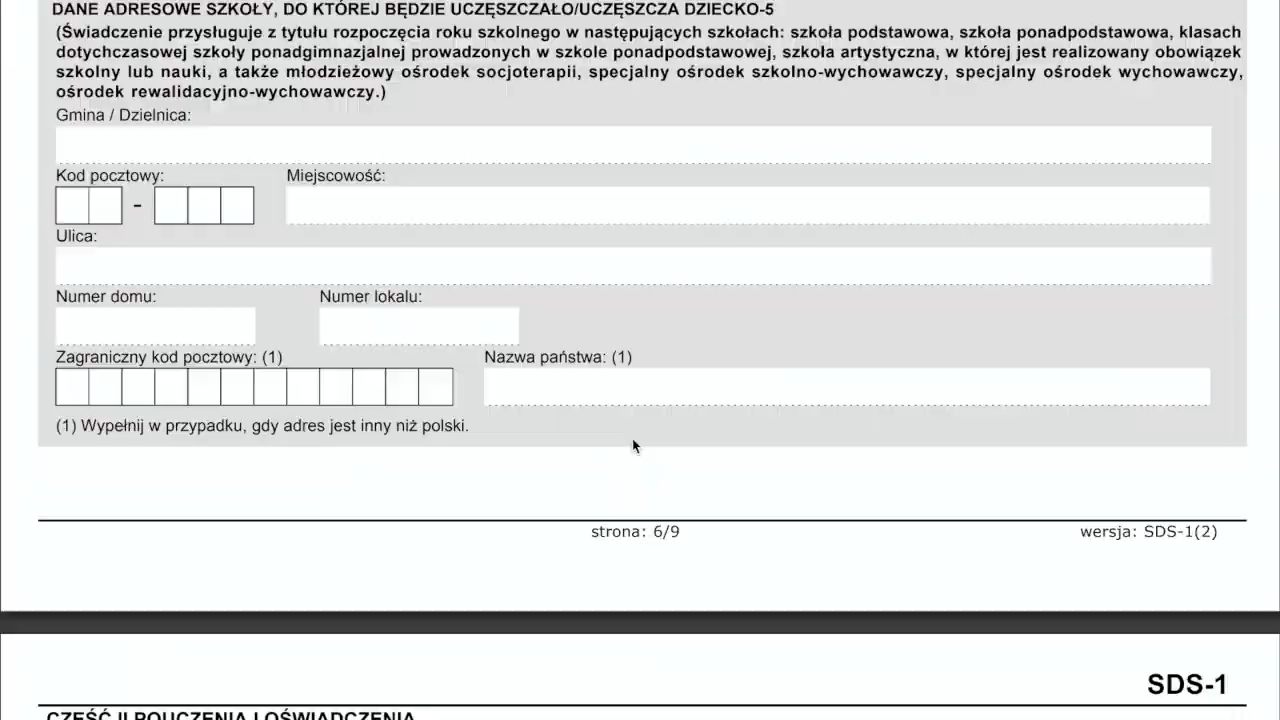 DANE ADRESOWE SZKOŁY, DO KTÓREJ BĘDZIE UCZĘSZCZAŁO/UCZĘSZCZA DZIECKO-5
(Świadczenie przysługuje z tytułu rozpoczęcia roku szkolnego w następujących szkołach: szkoła podstawowa, szkoła ponadpodstawowa, klasach
dotychczasowej szkoły ponadgimnazjalnej prowadzonych w szkole ponadpodstawowej, szkoła artystyczna, w której jest realizowany obowiązek
szkolny lub nauki, a także młodzieżowy ośrodek socjoterapii, specjalny ośrodek szkolno-wychowawczy, specjalny ośrodek wychowawczy,
ośrodek rewalidacyjno-wychowawczy.)
Gmina / Dzielnica:
Kod pocztowy: Miejscowość:
-
Ulica:
Numer domu: Numer lokalu:
Zagraniczny kod pocztowy: (1) Nazwa państwa: (1)
(1) Wypełnij w przypadku, gdy adres jest inny niż polski.
strona: 6/9 wersja: SDS-1(2)
SDS-1
CZĘŚĆ II POUCZENIA I OŚWIADCZENIA